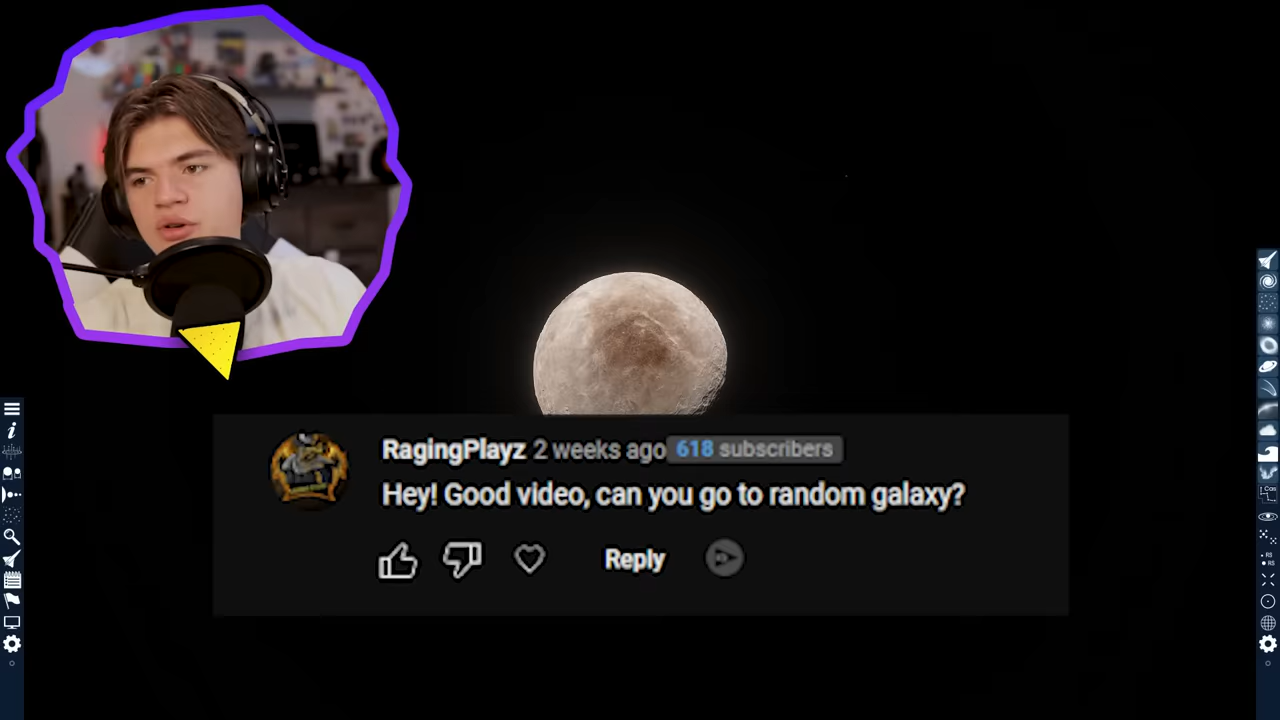 RagingPlayz 2 weeks ago 618 subscribers
Hey! Good video, can you go to random galaxy?
Reply